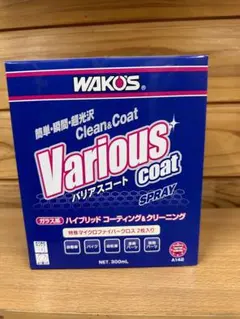 WAKO'S
簡単・瞬間・超光沢
Clean & Coat
Various
coat
バリアスコート
SPRAY
ガラス系 ハイブリッド コーティング&クリーニング
特殊マイクロファイバークロス 2枚入り
NET. 300mL
A142